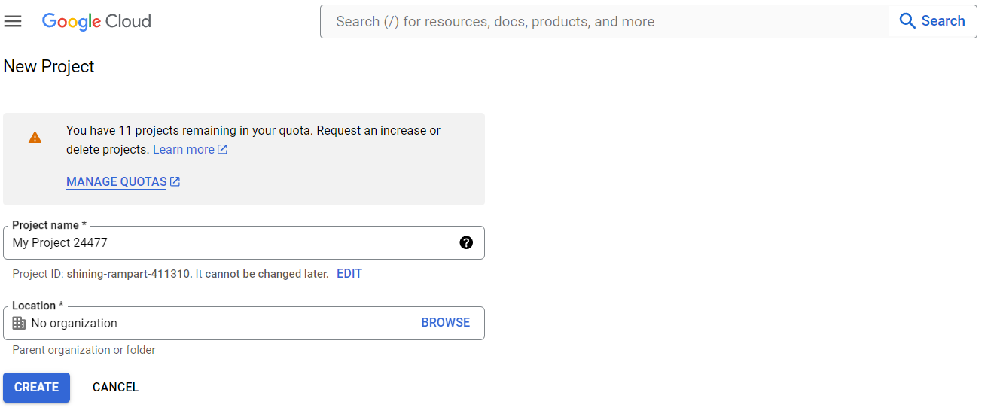 Google Cloud
Search (/) for resources, docs, products, and more
Search
New Project
You have 11 projects remaining in your quota. Request an increase or
delete projects. Learn more
MANAGE QUOTAS
Project name *
My Project 24477
Project ID: shining-rampart-411310. It cannot be changed later. EDIT
Location *
No organization
BROWSE
Parent organization or folder
CREATE
CANCEL